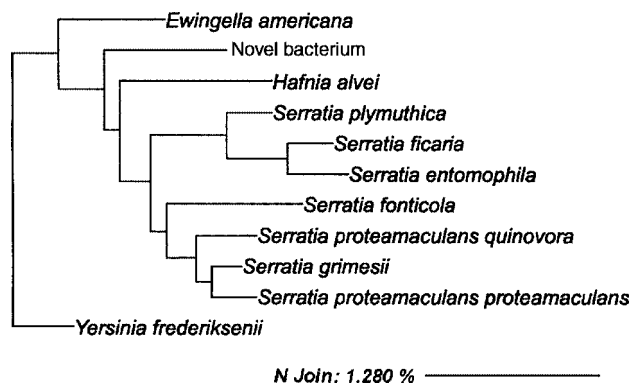 Ewingella americana
Novel bacterium
Hafnia alvei
Serratia plymuthica
Serratia ficaria
Serratia entomophila
Serratia fonticola
Serratia proteamaculans quinovora
Serratia grimesii
Serratia proteamaculans proteamaculans
Yersinia frederiksenii
N Join: 1.280 %